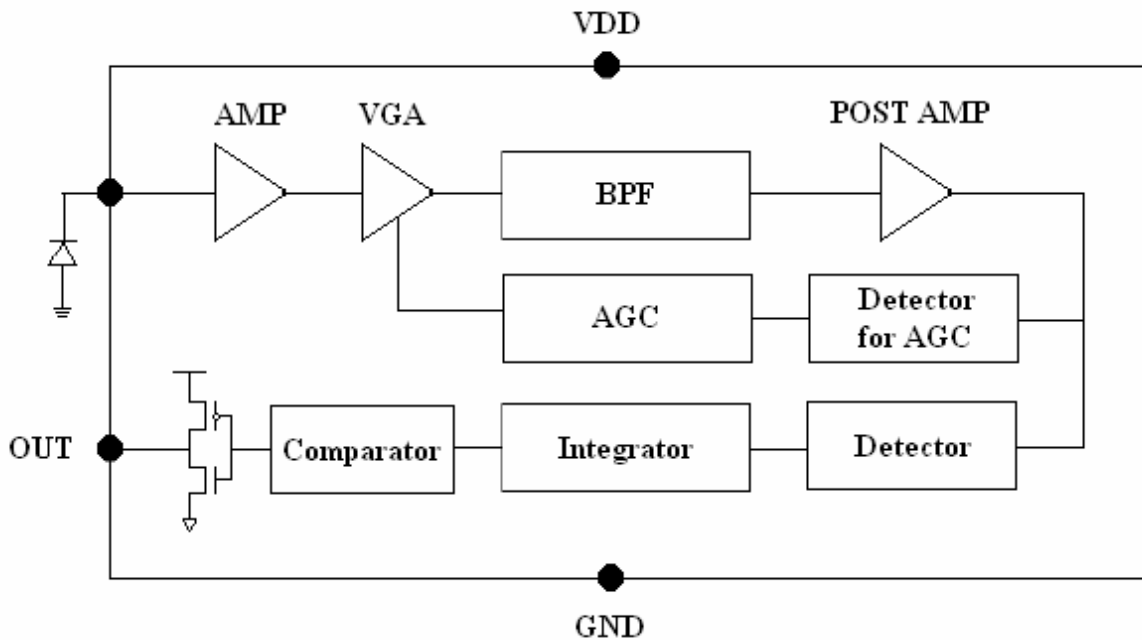 VDD
AMP
VGA
POST AMP
BPF
AGC
Detector
for AGC
OUT
Comparator
Integrator
Detector
GND